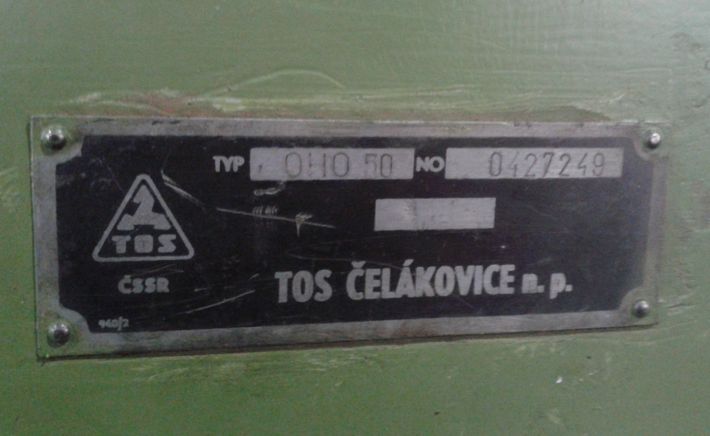 TYP OHO 50 NO 0427249
TOS
ČSSR
TOS ČELÁKOVICE n. p.
940/2